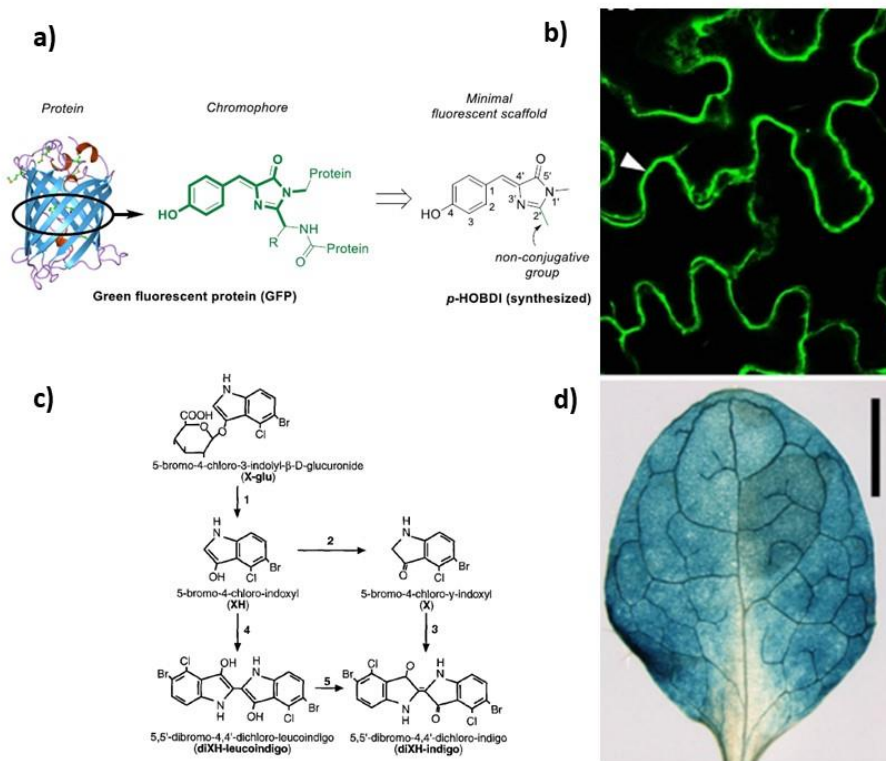 a)
b)
Protein
Chromophore
Minimal
fluorescent scaffold
O
Protein
N
N
HO
R
NH
O
Protein
O
4'
5'
N
1'
3' N
2'
1
2
3
4
HO
non-conjugative
group
Green fluorescent protein (GFP)
p-HOBDI (synthesized)
c)
d)
H
N
COOH
O
O
Cl
Br
5-bromo-4-chloro-3-indolyl-β-D-glucuronide
(X-glu)
1
H
N
OH
Cl
Br
2
H
N
O
Cl
Br
5-bromo-4-chloro-indoxyl
(XH)
5-bromo-4-chloro-y-indoxyl
(X)
4
3
Br
Cl
OH
H
N
N
H
OH
Cl
Br
5
Br
Cl
O
H
N
N
H
O
Cl
Br
5,5'-dibromo-4,4'-dichloro-leucoindigo
(diXH-leucoindigo)
5,5'-dibromo-4,4'-dichloro-indigo
(diXH-indigo)